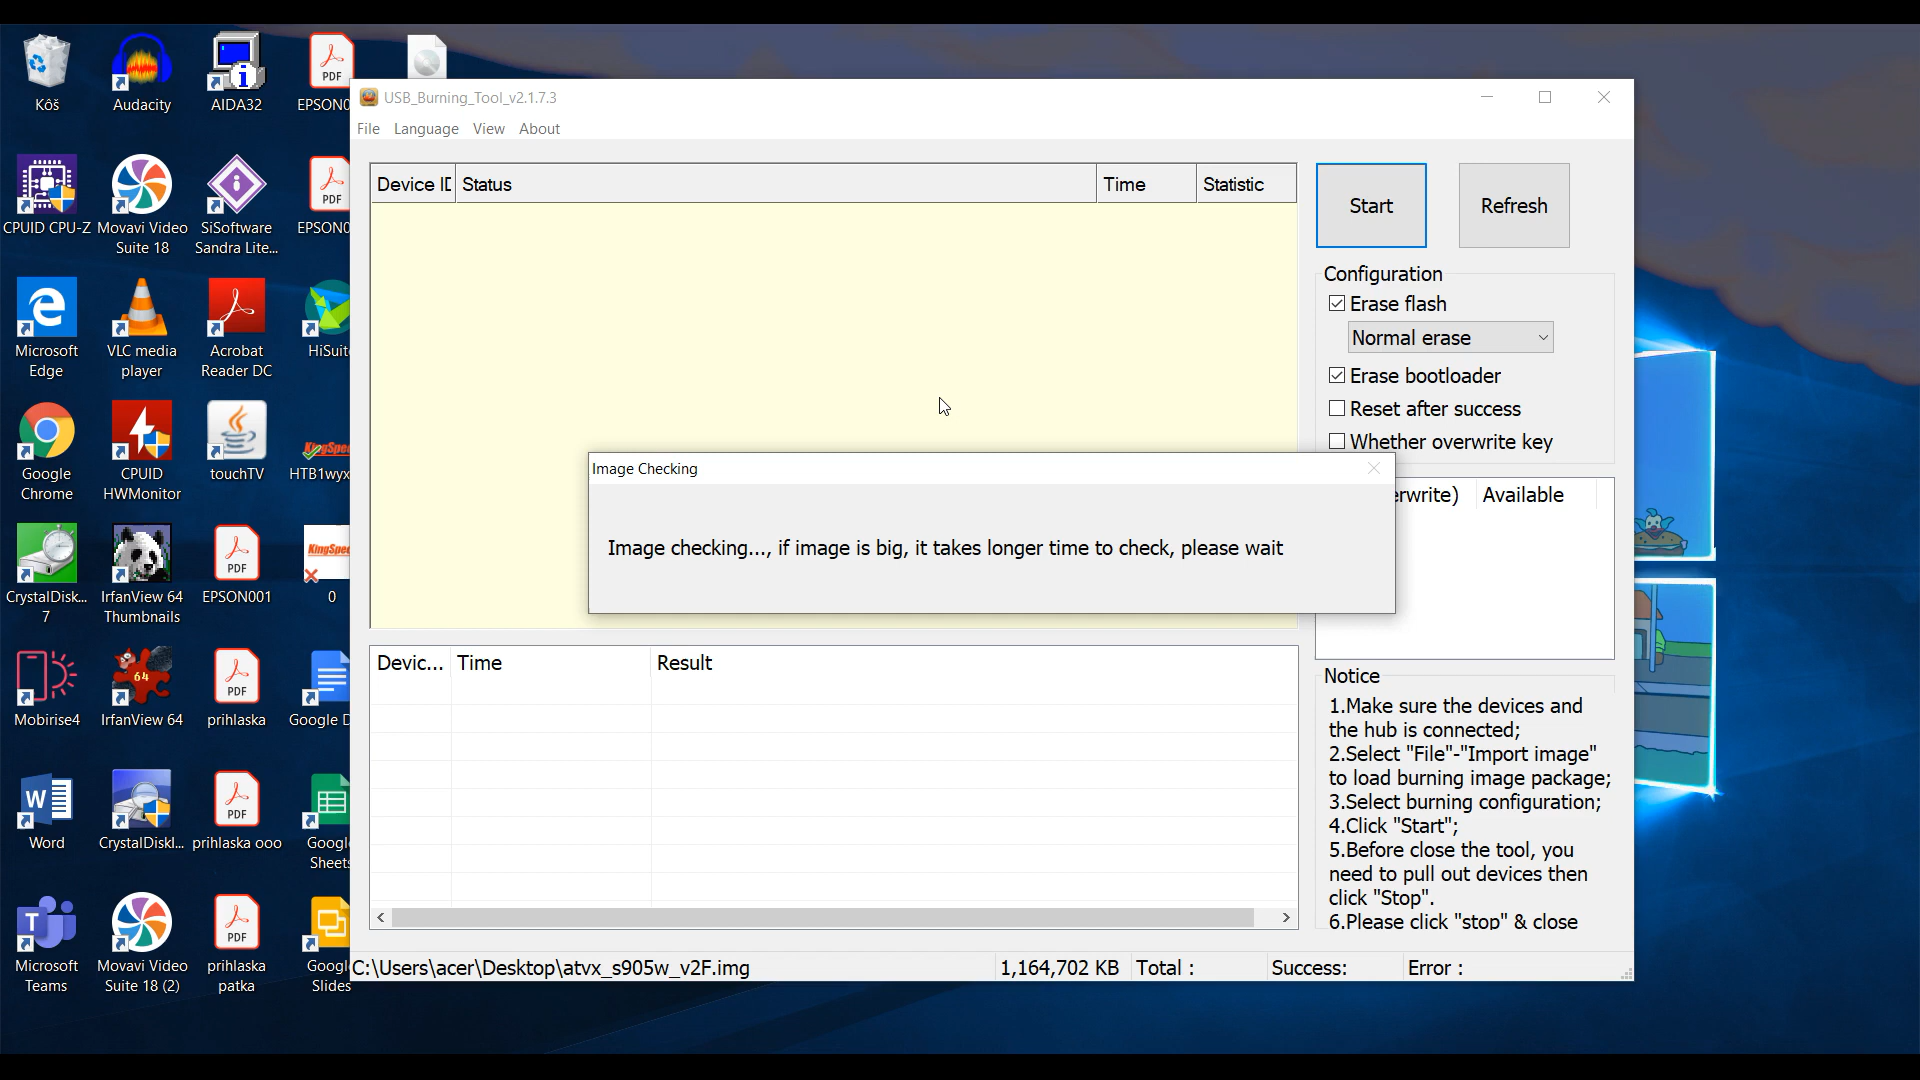 Kôš
Audacity
AIDA32
EPSON0
CPUID CPU-Z
Movavi Video
Suite 18
SiSoftware
Sandra Lite...
EPSON0
Microsoft
Edge
VLC media
player
Acrobat
Reader DC
HiSuite
Google
Chrome
CPUID
HWMonitor
touchTV
HTB1wyx
CrystalDisk...
7
IrfanView 64
Thumbnails
EPSON001
0
Mobirise4
IrfanView 64
prihlaska
Google D
Word
CrystalDiskI...
prihlaska ooo
Google
Sheets
Microsoft
Teams
Movavi Video
Suite 18 (2)
prihlaska
patka
Google
Slides
USB_Burning_Tool_v2.1.7.3
File Language View About
Device ID Status Time Statistic
Start
Refresh
Configuration
Erase flash
Normal erase
Erase bootloader
Reset after success
Whether overwrite key
erwrite) Available
Image Checking
Image checking..., if image is big, it takes longer time to check, please wait
Devic... Time Result
Notice
1.Make sure the devices and
the hub is connected;
2.Select "File"-"Import image"
to load burning image package;
3.Select burning configuration;
4.Click "Start";
5.Before close the tool, you
need to pull out devices then
click "Stop".
6.Please click "stop" & close
C:\Users\acer\Desktop\atvx_s905w_v2F.img 1,164,702 KB Total : Success: Error :